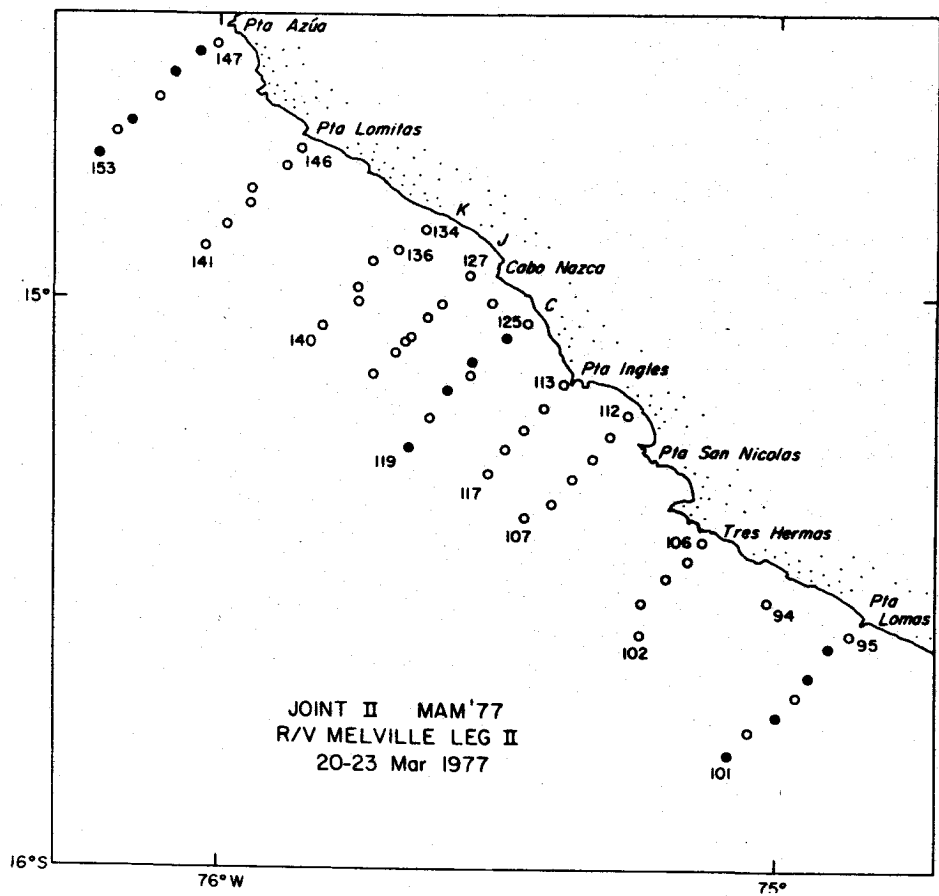 Pta Azúa
147
Pta Lomitas
153
146
K
134
141
136
J
127
Cabo Nazca
15°
C
125
140
Pta Ingles
113
112
119
Pta San Nicolas
117
107
Tres Hermas
106
Pta
Lomas
94
95
102
JOINT II MAM'77
R/V MELVILLE LEG II
20-23 Mar 1977
101
16°S
76°W
75°